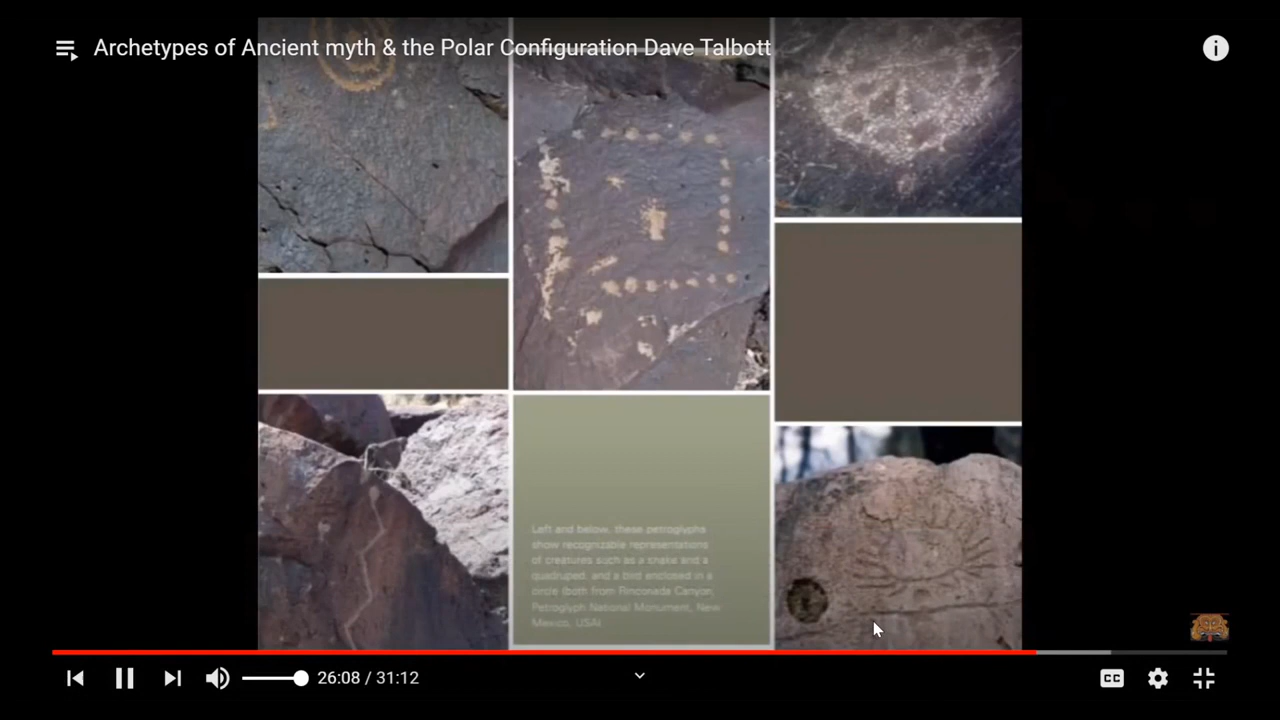 Archetypes of Ancient myth & the Polar Configuration Dave Talbott
Left and below, these petroglyphs
show recognizable representations
of creatures such as a snake and a
quadruped, and a bird enclosed in a
circle (both from Rinconada Canyon,
Petroglyph National Monument, New
Mexico, USA)
26:08 / 31:12
CC